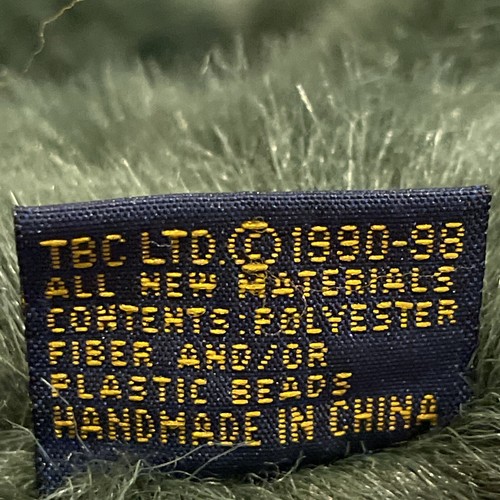 TBC LTD. © 1990-98
ALL NEW MATERIALS
CONTENTS: POLYESTER
FIBER AND/OR
PLASTIC BEADS
HANDMADE IN CHINA